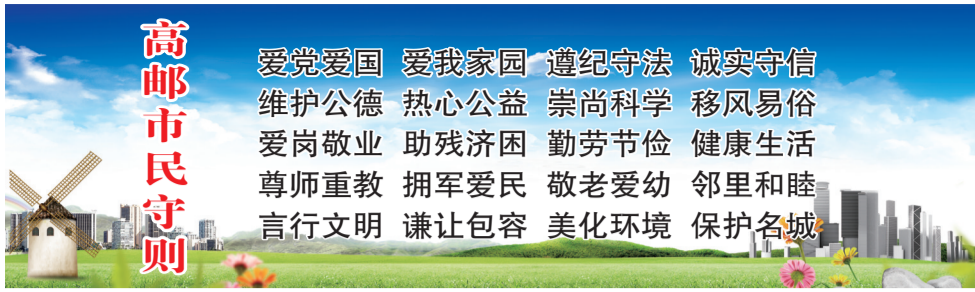 高邮市民守则
爱党爱国 爱我家园 遵纪守法 诚实守信
维护公德 热心公益 崇尚科学 移风易俗
爱岗敬业 助残济困 勤劳节俭 健康生活
尊师重教 拥军爱民 敬老爱幼 邻里和睦
言行文明 谦让包容 美化环境 保护名城